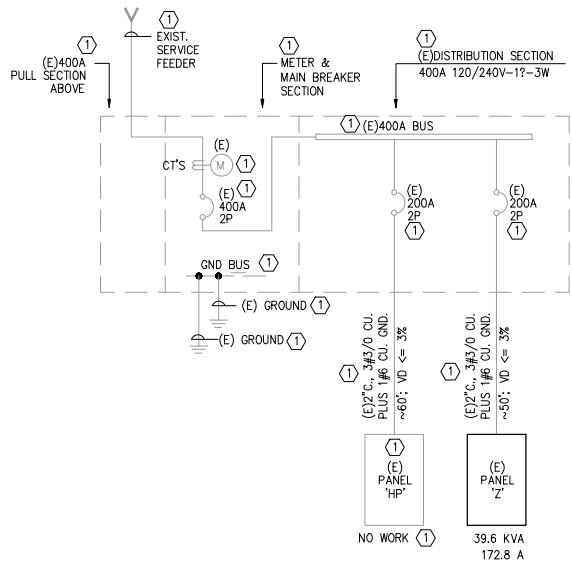 1
EXIST.
SERVICE
FEEDER
1
(E)400A
PULL SECTION
ABOVE
1
METER &
MAIN BREAKER
SECTION
1
(E)DISTRIBUTION SECTION
400A 120/240V-1?-3W
1 (E)400A BUS
(E)
CT'S M 1
(E) 1
400A
2P
(E)
200A
2P
1
(E)
200A
2P
1
GND BUS 1
(E) GROUND 1
(E) GROUND 1
1
(E)2"C., 3#3/0 CU.
PLUS 1#6 CU. GND.
~60'; VD <= 3%
1
(E)2"C., 3#3/0 CU.
PLUS 1#6 CU. GND.
~50'; VD <= 3%
1
(E)
PANEL
'HP'
NO WORK 1
(E)
PANEL
'Z'
39.6 KVA
172.8 A